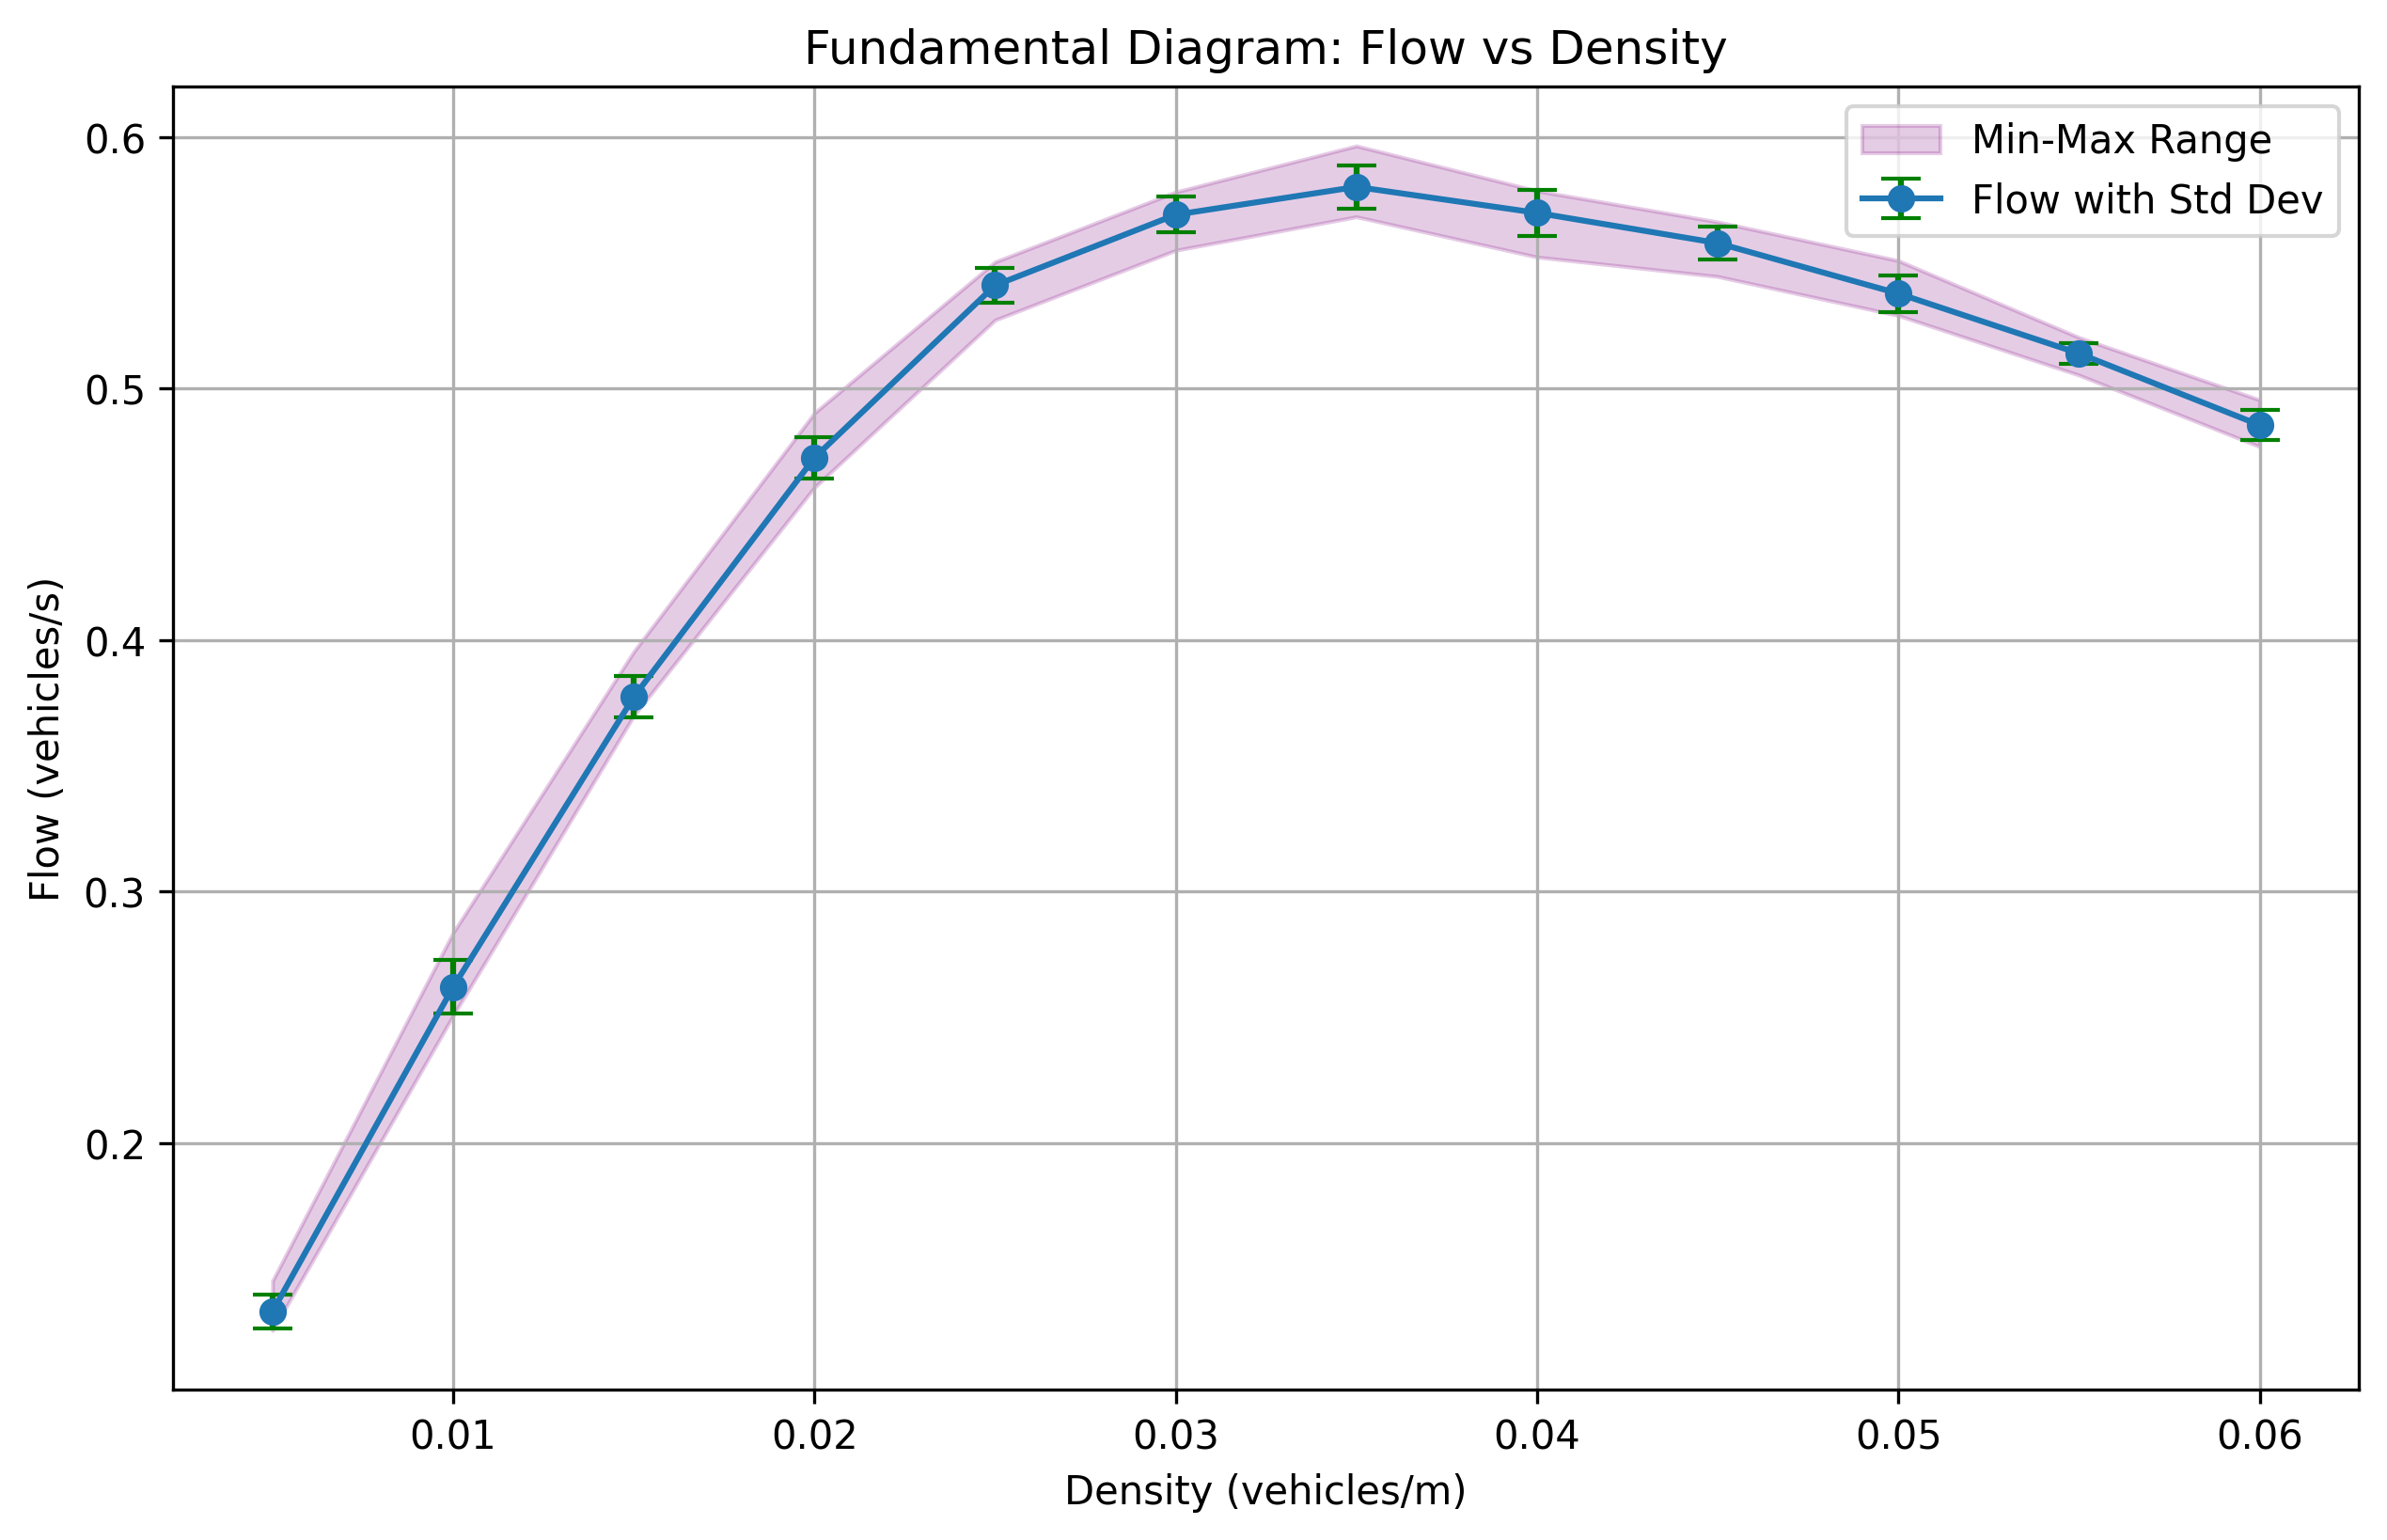 Fundamental Diagram: Flow vs Density
Min-Max Range
Flow with Std Dev
0.6
0.5
0.4
0.3
0.2
Flow (vehicles/s)
0.01 0.02 0.03 0.04 0.05 0.06
Density (vehicles/m)